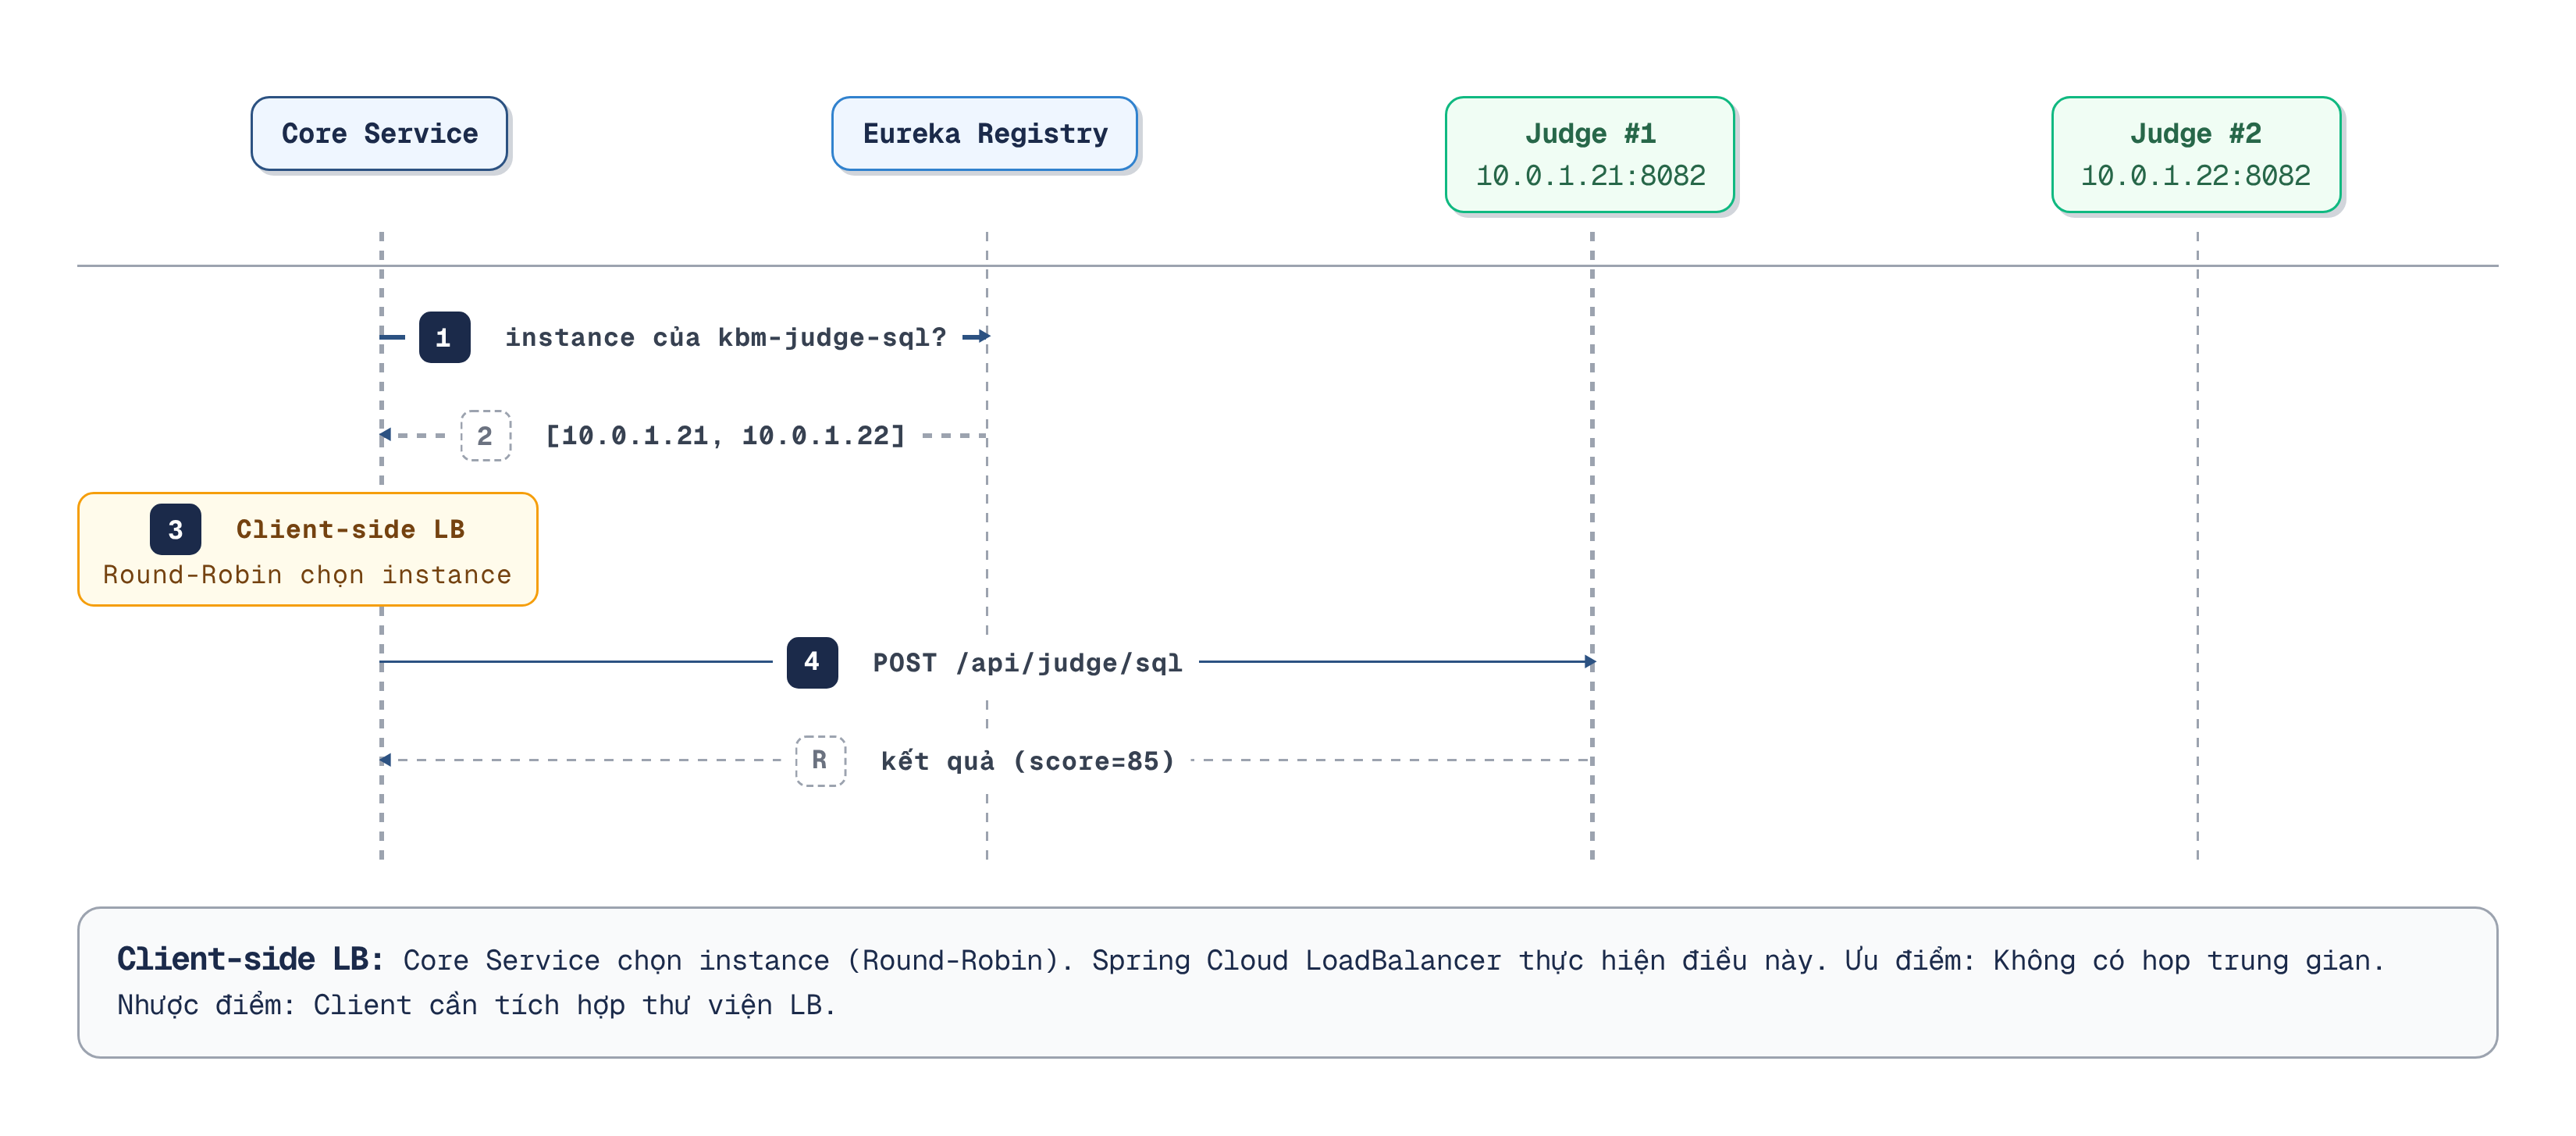 Core Service
Eureka Registry
Judge #1
10.0.1.21:8082
Judge #2
10.0.1.22:8082
1 instance của kbm-judge-sql?
2 [10.0.1.21, 10.0.1.22]
3 Client-side LB
Round-Robin chọn instance
4 POST /api/judge/sql
R kết quả (score=85)
Client-side LB: Core Service chọn instance (Round-Robin). Spring Cloud LoadBalancer thực hiện điều này. Ưu điểm: Không có hop trung gian.
Nhược điểm: Client cần tích hợp thư viện LB.